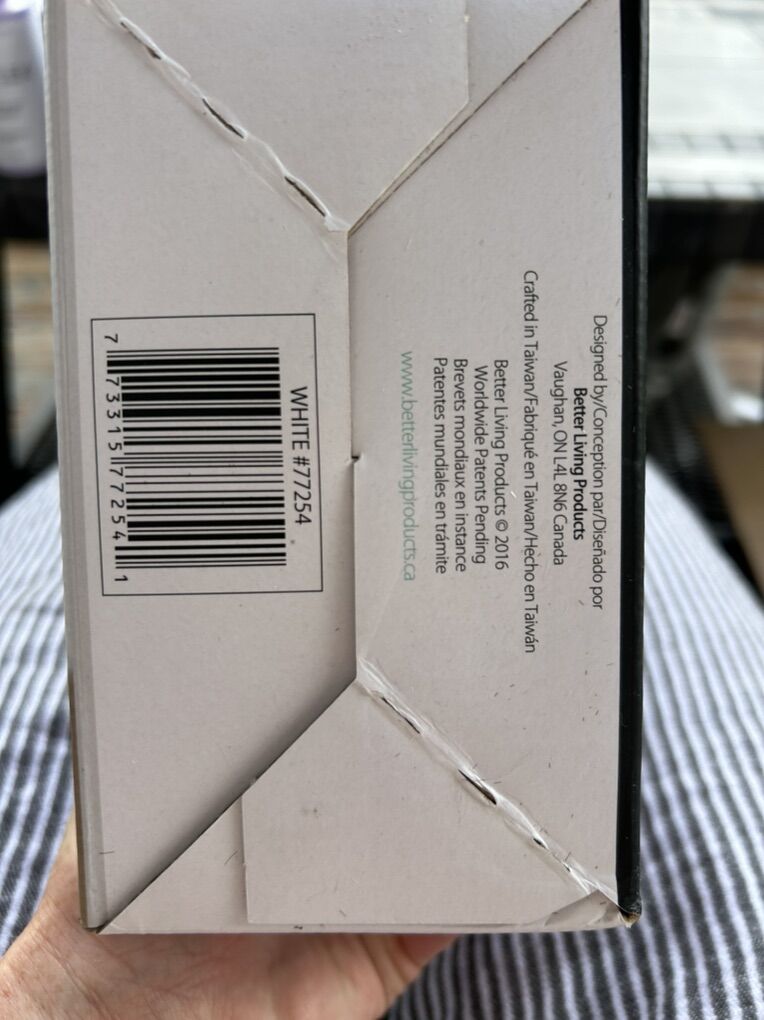 Designed by/Conception par/Diseñado por
Better Living Products
Vaughan, ON L4L 8N6 Canada
Crafted in Taiwan/Fabriqué en Taiwan/Hecho en Taiwán
Better Living Products © 2016
Worldwide Patents Pending
Brevets mondiaux en instance
Patentes mundiales en trámite
www.betterlivingproducts.ca
WHITE #77254
7 73315 77254 1